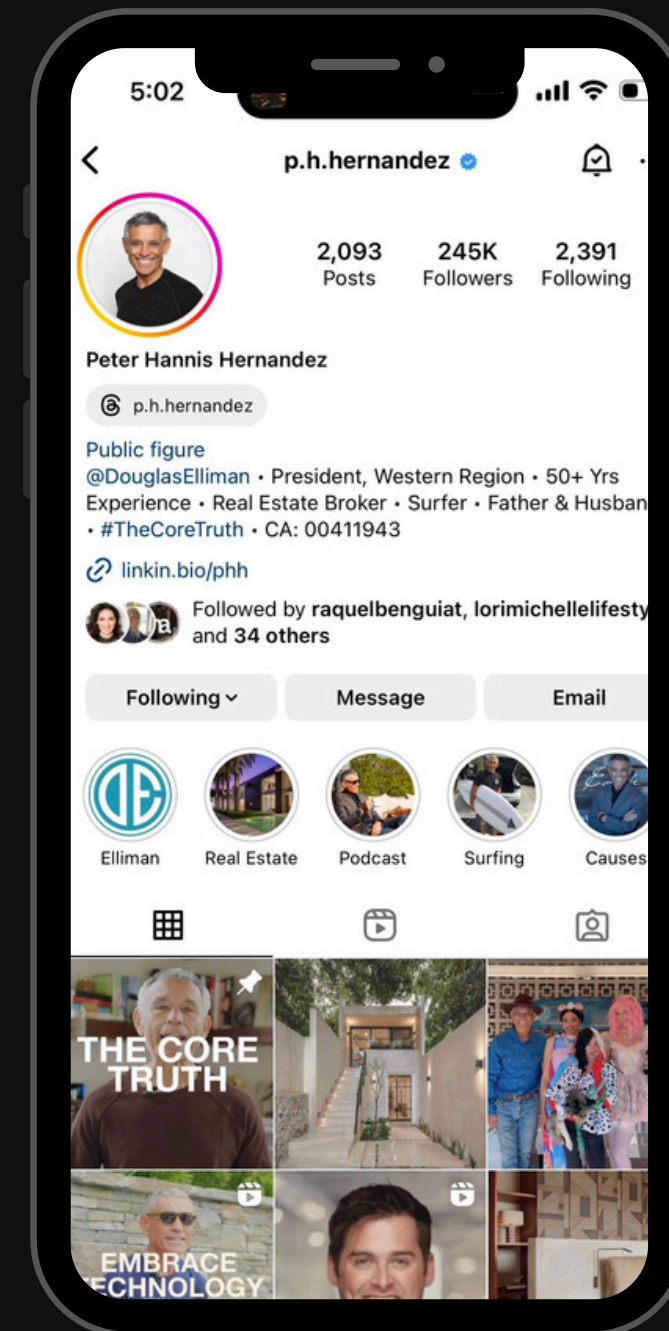 5:02
p.h.hernandez
2,093 245K 2,391
Posts Followers Following
Peter Hannis Hernandez
p.h.hernandez
Public figure
@DouglasElliman • President, Western Region • 50+ Yrs
Experience • Real Estate Broker • Surfer • Father & Husban
• #TheCoreTruth • CA: 00411943
linkin.bio/phh
Followed by raquelbenguiat, lorimichellelifesty
and 34 others
Following Message Email
DE
Elliman Real Estate Podcast Surfing Causes
THE CORE
TRUTH
EMBRACE
ECHNOLOGY